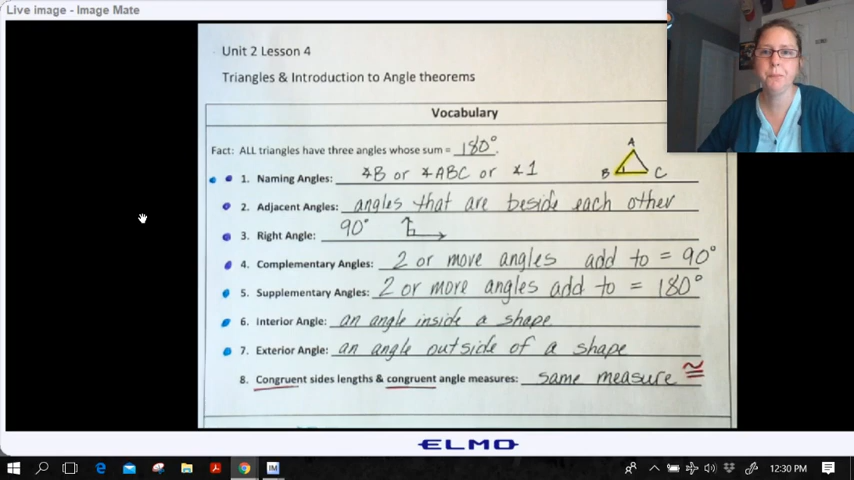 Live image - Image Mate
Unit 2 Lesson 4
Triangles & Introduction to Angle theorems
Vocabulary
Fact: ALL triangles have three angles whose sum = 180°.
A
B 1 C
1. Naming Angles: ∡B or ∡ABC or ∡1
2. Adjacent Angles: angles that are beside each other
3. Right Angle: 90°
4. Complementary Angles: 2 or move angles add to = 90°
5. Supplementary Angles: 2 or more angles add to = 180°
6. Interior Angle: an angle inside a shape
7. Exterior Angle: an angle outside of a shape
8. Congruent sides lengths & congruent angle measures: same measure ≅
ELMO
12:30 PM